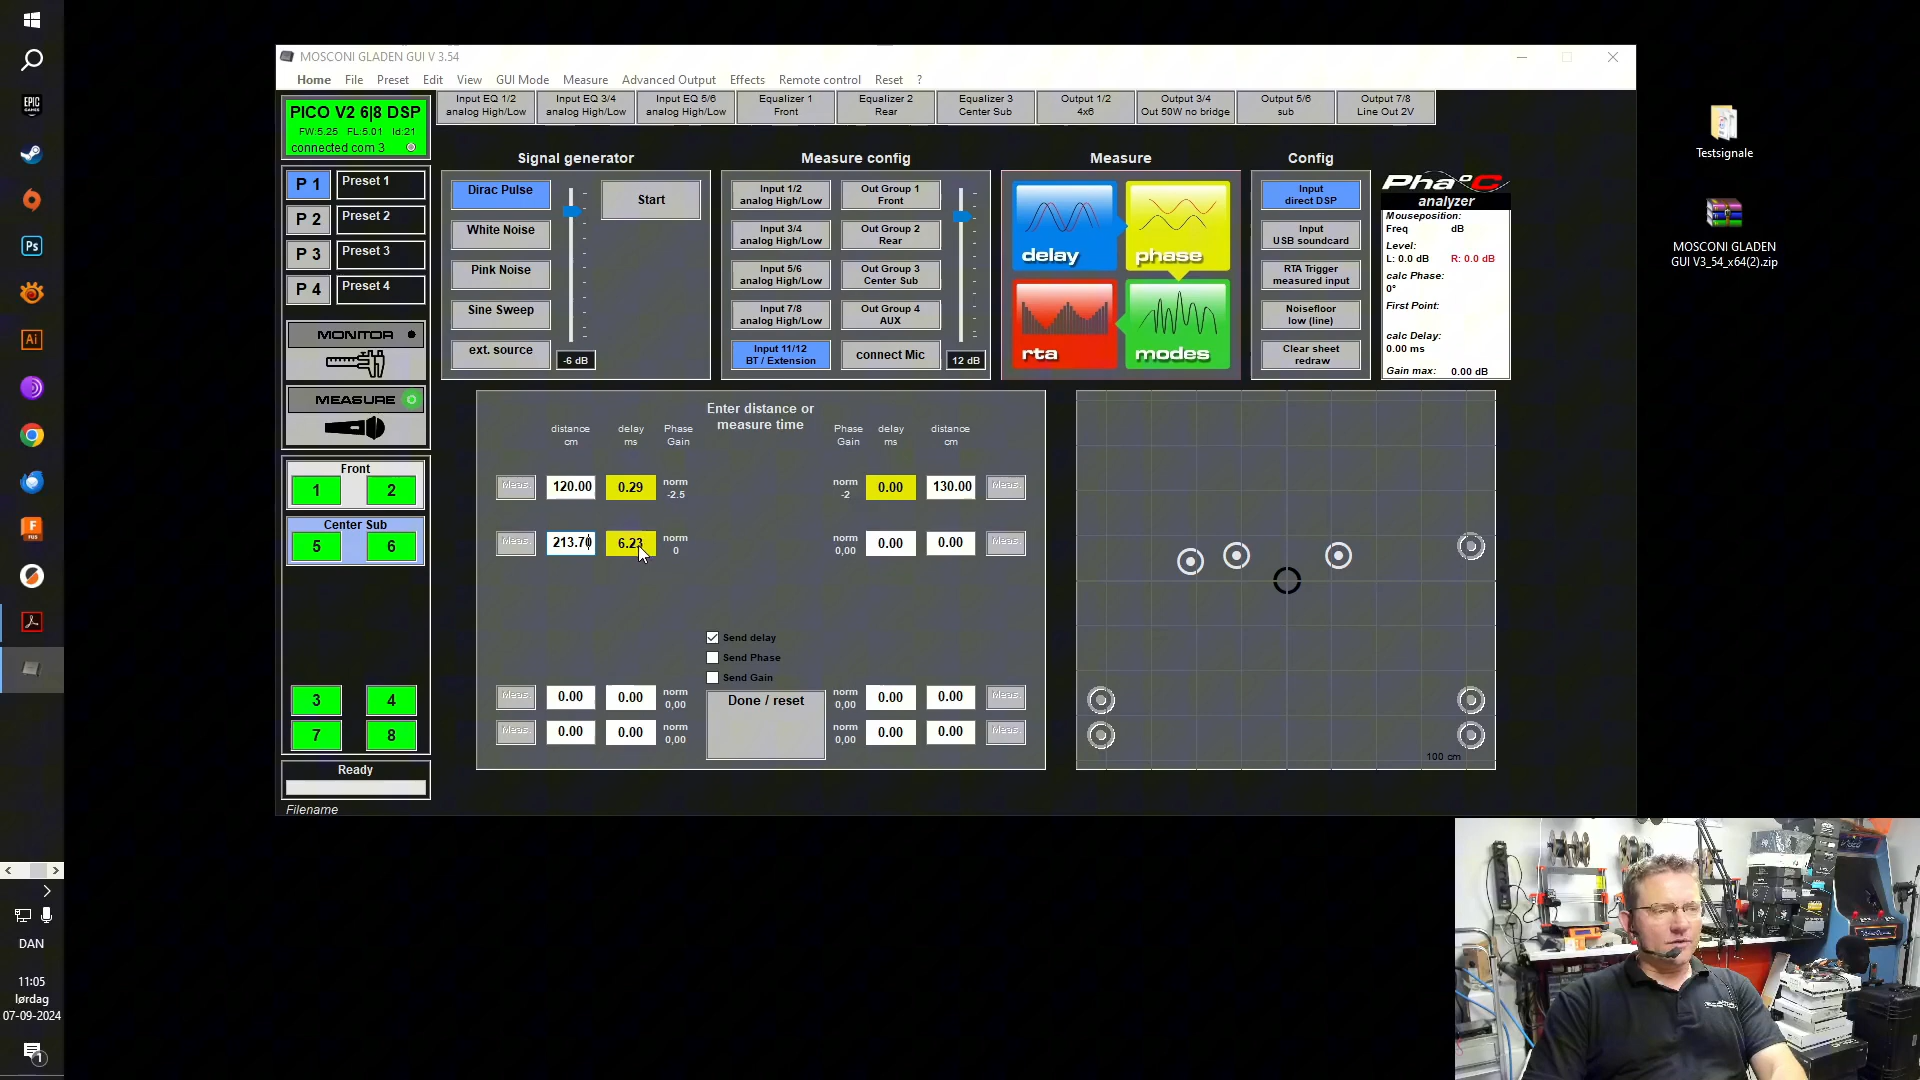 MOSCONI GLADEN GUI V 3.54
Home File Preset Edit View GUI Mode Measure Advanced Output Effects Remote control Reset ?
PICO V2 6|8 DSP
FW:5.25 FL:5.01 Id:21
connected com 3
Input EQ 1/2
analog High/Low
Input EQ 3/4
analog High/Low
Input EQ 5/6
analog High/Low
Equalizer 1
Front
Equalizer 2
Rear
Equalizer 3
Center Sub
Output 1/2
4x6
Output 3/4
Out 50W no bridge
Output 5/6
sub
Output 7/8
Line Out 2V
P 1 Preset 1
P 2 Preset 2
P 3 Preset 3
P 4 Preset 4
MONITOR
MEASURE
Front
1 2
Center Sub
5 6
3 4
7 8
Ready
Filename
Signal generator
Dirac Pulse
White Noise
Pink Noise
Sine Sweep
ext. source
Start
-6 dB
Measure config
Input 1/2
analog High/Low
Input 3/4
analog High/Low
Input 5/6
analog High/Low
Input 7/8
analog High/Low
Input 11/12
BT / Extension
Out Group 1
Front
Out Group 2
Rear
Out Group 3
Center Sub
Out Group 4
AUX
connect Mic
12 dB
Measure
delay
phase
rta
modes
Config
Input
direct DSP
Input
USB soundcard
RTA Trigger
measured input
Noisefloor
low (line)
Clear sheet
redraw
Pha°C
analyzer
Mouseposition:
Freq dB
Level:
L: 0.0 dB R: 0.0 dB
calc Phase:
0°
First Point:
calc Delay:
0.00 ms
Gain max: 0.00 dB
Enter distance or
measure time
distance
cm
delay
ms
Phase
Gain
Phase
Gain
delay
ms
distance
cm
Meas. 120.00 0.29 norm
-2.5
norm
-2
0.00 130.00 Meas.
Meas. 213.70 6.23 norm
0
norm
0,00
0.00 0.00 Meas.
Send delay
Send Phase
Send Gain
Done / reset
Meas. 0.00 0.00 norm
0,00
norm
0,00
0.00 0.00 Meas.
Meas. 0.00 0.00 norm
0,00
norm
0,00
0.00 0.00 Meas.
100 cm
Testsignale
MOSCONI GLADEN
GUI V3_54_x64(2).zip
EPIC
GAMES
Ps
Ai
F
FUS
DAN
11:05
lørdag
07-09-2024
1